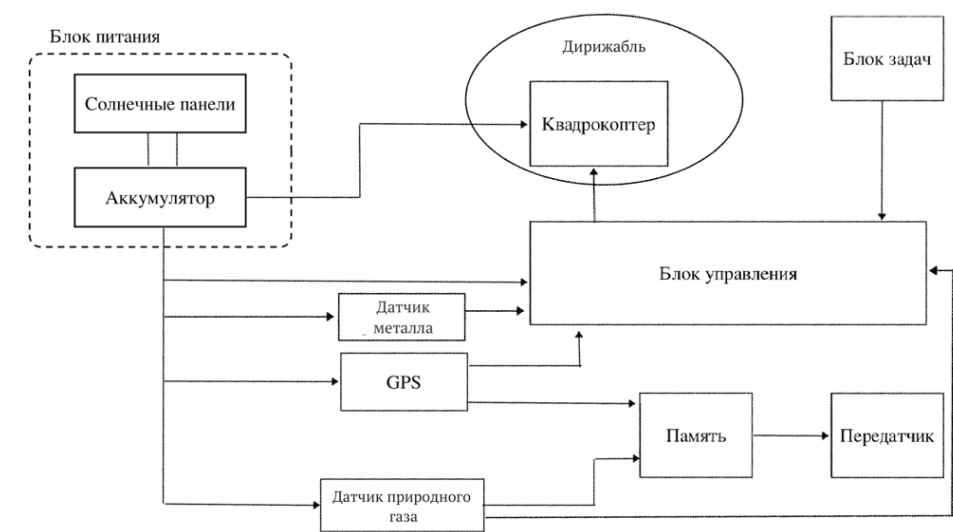 Блок питания
Солнечные панели
Аккумулятор
Дирижабль
Квадрокоптер
Блок задач
Блок управления
Датчик
металла
GPS
Память
Передатчик
Датчик природного
газа